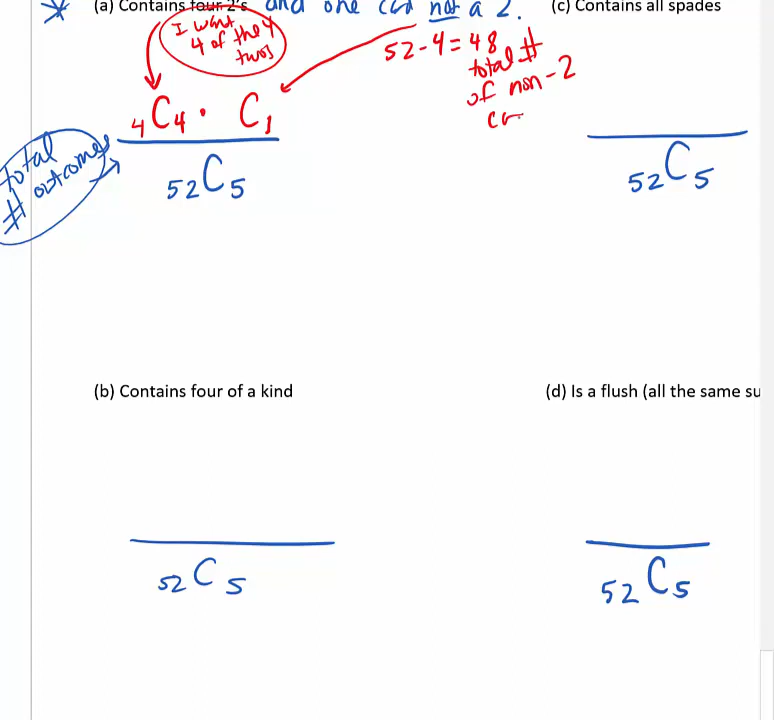 (a) Contains four 2's and one card not a 2.
(c) Contains all spades
I want
4 of the 4
twos
52-4=48
total #
of non-2
ca
4C4 · C1
52C5
total
# outcomes
52C5
(b) Contains four of a kind
(d) Is a flush (all the same su
52C5
52C5